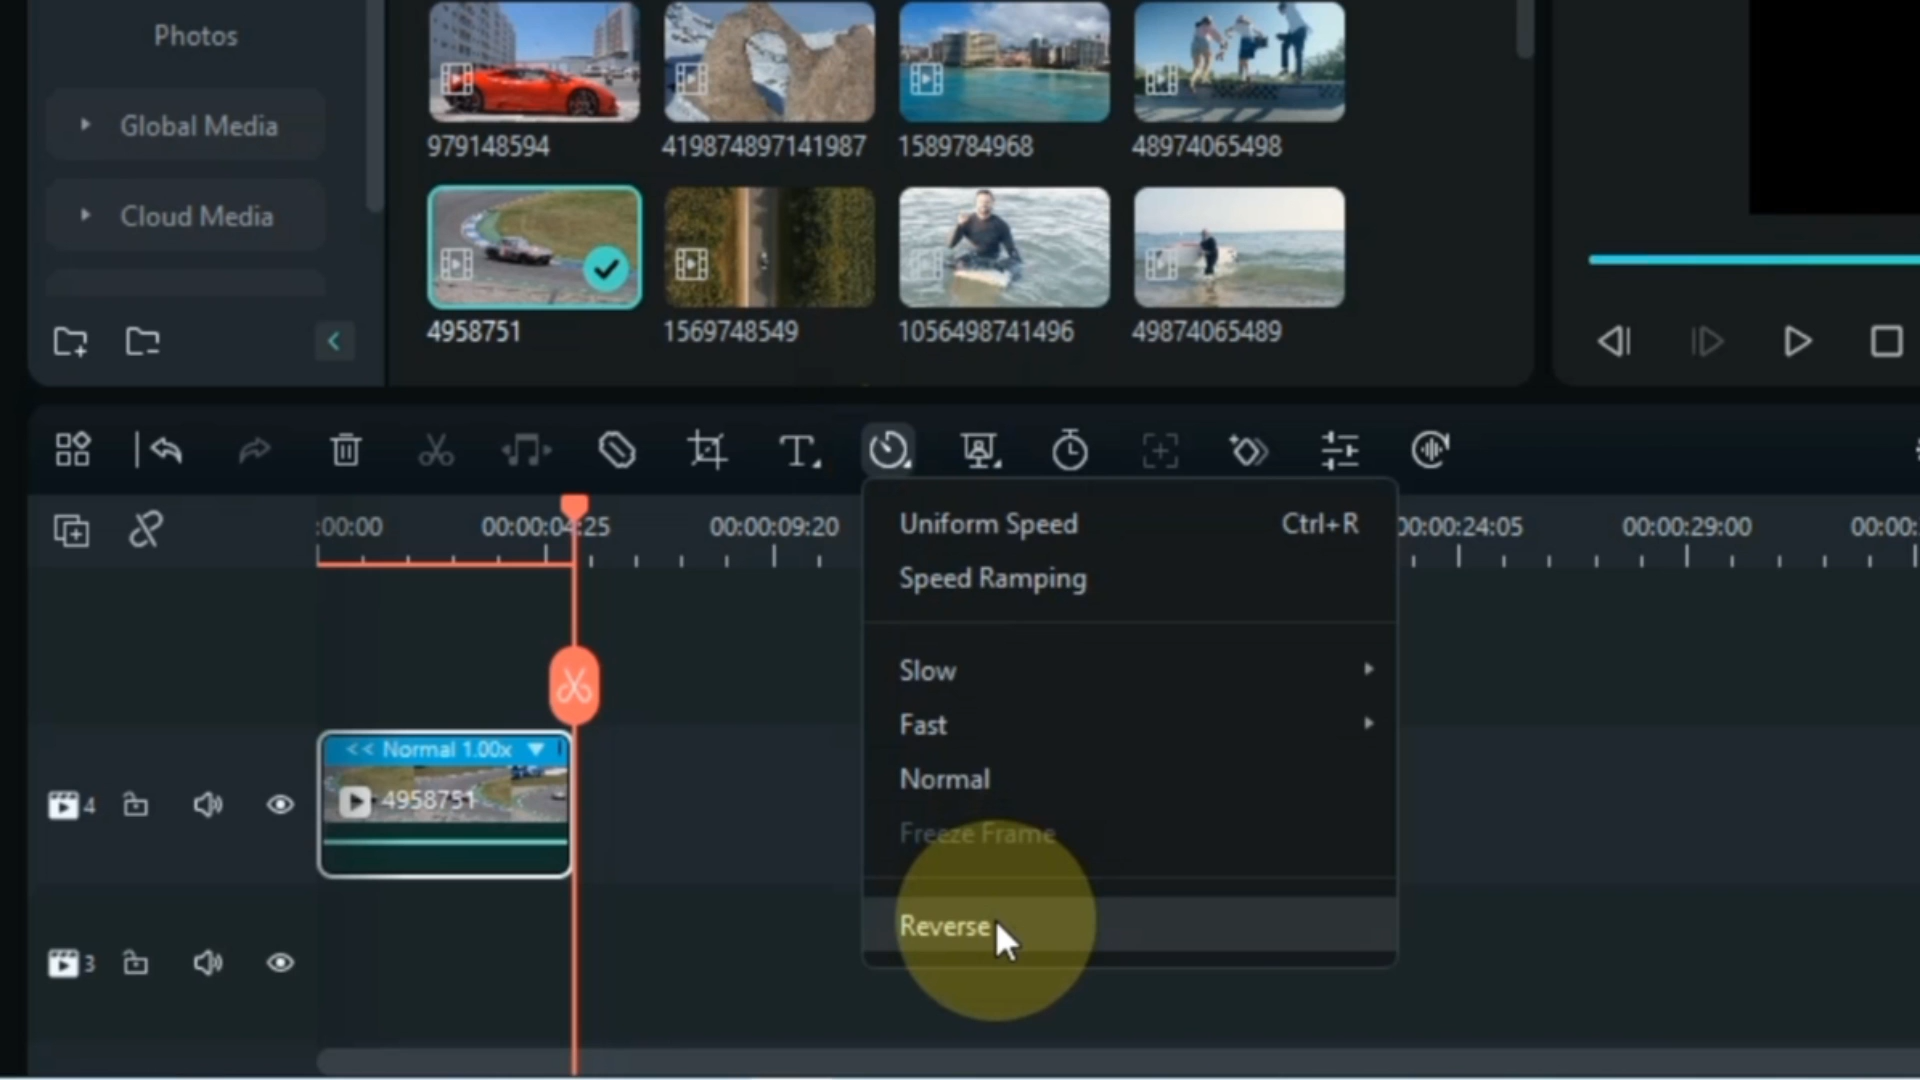 Photos
Global Media
Cloud Media
979148594
419874897141987
1589784968
48974065498
4958751
1569748549
1056498741496
49874065489
:00:00
00:00:04:25
00:00:09:20
00:00:24:05
00:00:29:00
00:00:
Uniform Speed Ctrl+R
Speed Ramping
Slow
Fast
Normal
Freeze Frame
Reverse
<< Normal 1.00x
4958751
4
3